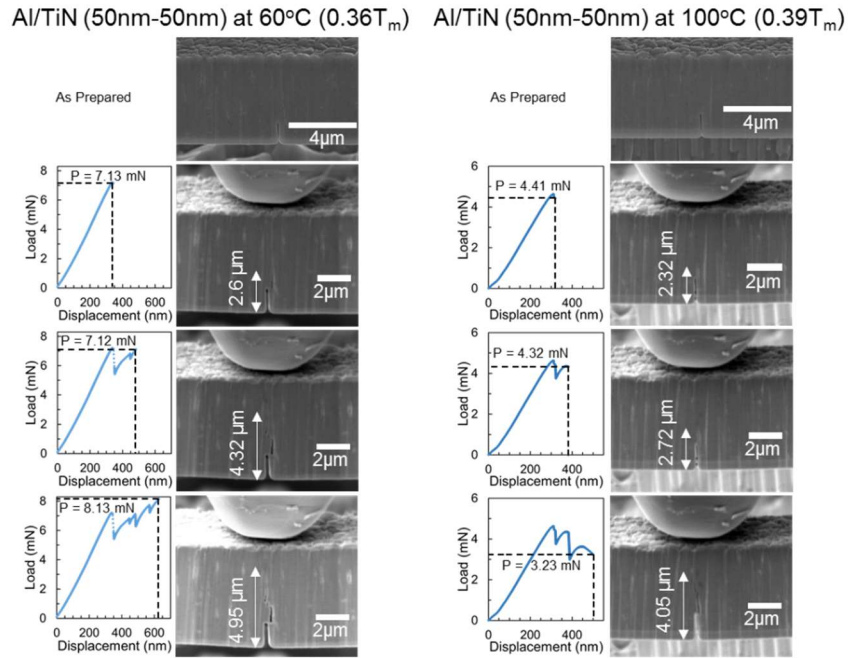 Al/TiN (50nm-50nm) at 60°C (0.36Tm)
As Prepared
4μm
8
6
4
2
0
P = 7.13 mN
Load (mN)
0 200 400 600
Displacement (nm)
2.6 μm
2μm
8
6
4
2
0
P = 7.12 mN
Load (mN)
0 200 400 600
Displacement (nm)
4.32 μm
2μm
8
6
4
2
0
P = 8.13 mN
Load (mN)
0 200 400 600
Displacement (nm)
4.95 μm
2μm
Al/TiN (50nm-50nm) at 100°C (0.39Tm)
As Prepared
4μm
6
4
2
0
P = 4.41 mN
Load (mN)
0 200 400
Displacement (nm)
2.32 μm
2μm
6
4
2
0
P = 4.32 mN
Load (mN)
0 200 400
Displacement (nm)
2.72 μm
2μm
6
4
2
0
P = 3.23 mN
Load (mN)
0 200 400
Displacement (nm)
4.05 μm
2μm